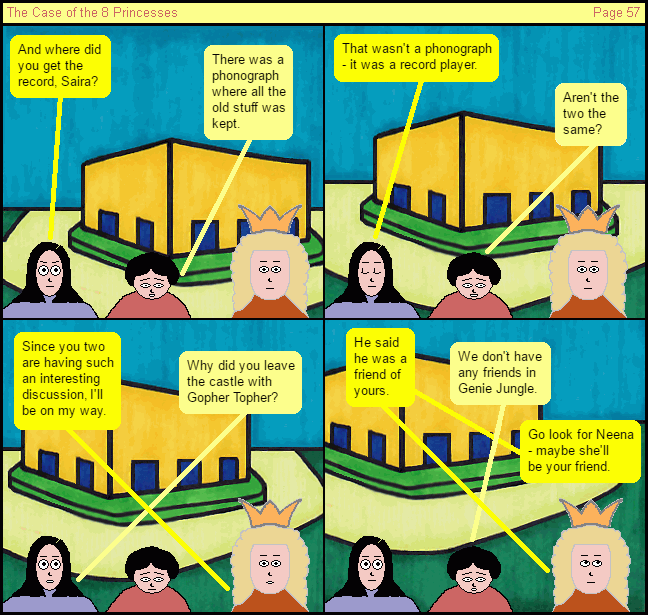 The Case of the 8 Princesses
Page 57
And where did
you get the
record, Saira?
There was a
phonograph
where all the
old stuff was
kept.
That wasn't a phonograph
- it was a record player.
Aren't the
two the
same?
Since you two
are having such
an interesting
discussion, I'll
be on my way.
Why did you leave
the castle with
Gopher Topher?
He said
he was a
friend of
yours.
We don't have
any friends in
Genie Jungle.
Go look for Neena
- maybe she'll
be your friend.